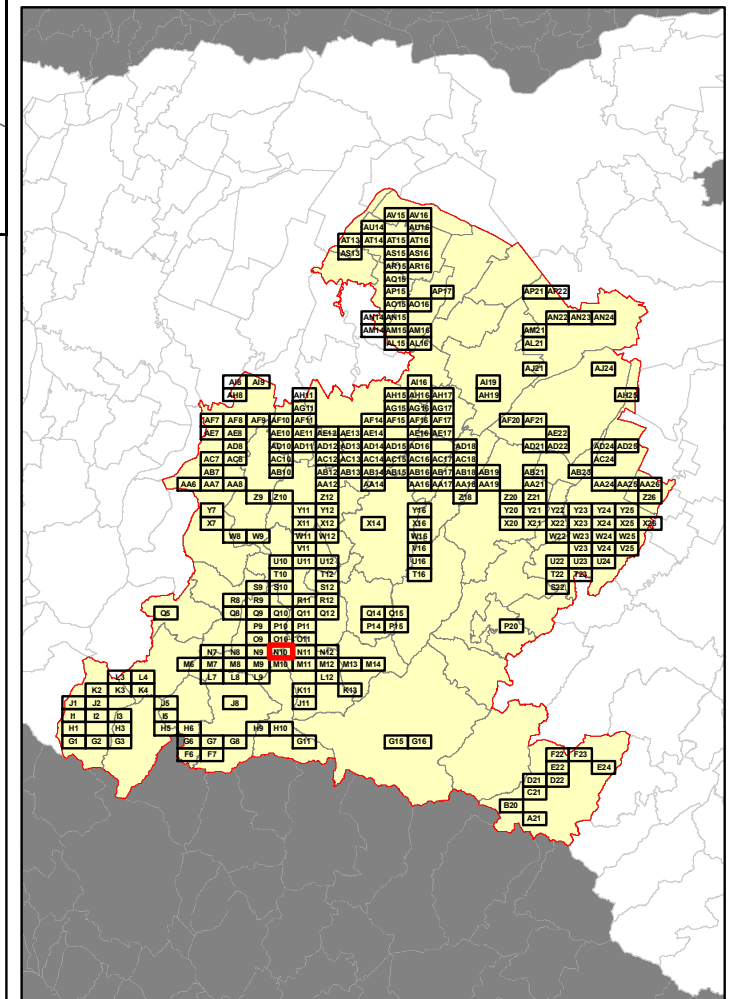 AV15 AV16
AU14 AU16
AT13 AT14 AT15 AT16
AS13 AS15 AS16
AR15 AR16
AQ15
AP15 AP17 AP21 AP22
AO15 AO16
AN14 AN15 AN22 AN23 AN24
AM14 AM15 AM16 AM21
AL15 AL16 AL21
AJ21 AJ24
AI8 AI9 AI16 AI19
AH8 AH11 AH15 AH16 AH17 AH19 AH25
AG11 AG15 AG16 AG17
AF7 AF8 AF9 AF10 AF11 AF14 AF15 AF16 AF17 AF20 AF21
AE7 AE8 AE10 AE11 AE12 AE13 AE14 AE16 AE17 AE22
AD8 AD10 AD11 AD12 AD13 AD14 AD15 AD16 AD18 AD21 AD22 AD24 AD25
AC7 AC8 AC10 AC12 AC13 AC14 AC15 AC16 AC17 AC18 AC24
AB7 AB10 AB12 AB13 AB14 AB15 AB16 AB17 AB18 AB19 AB21 AB23
AA6 AA7 AA8 AA12 AA14 AA16 AA17 AA18 AA19 AA21 AA24 AA25 AA26
Z9 Z10 Z12 Z18 Z20 Z21 Z26
Y7 Y11 Y12 Y16 Y20 Y21 Y22 Y23 Y24 Y25
X7 X11 X12 X14 X16 X20 X21 X22 X23 X24 X25 X26
W8 W9 W11 W12 W16 W22 W23 W24 W25
V11 V16 V23 V24 V25
U10 U11 U12 U16 U22 U23 U24
T10 T12 T16 T22 T23
S9 S10 S12 S22
R8 R9 R11 R12
Q5 Q8 Q9 Q10 Q11 Q12 Q14 Q15
P9 P10 P11 P14 P15 P20
O9 O10 O11
N7 N8 N9 N10 N11 N12
M6 M7 M8 M9 M10 M11 M12 M13 M14
L3 L4 L7 L8 L9 L12
K2 K3 K4 K11 K13
J1 J2 J5 J8 J11
I1 I2 I3 I5
H1 H3 H5 H6 H9 H10
G1 G2 G3 G6 G7 G8 G11 G15 G16
F6 F7 F22 F23
E22 E24
D21 D22
C21
B20
A21